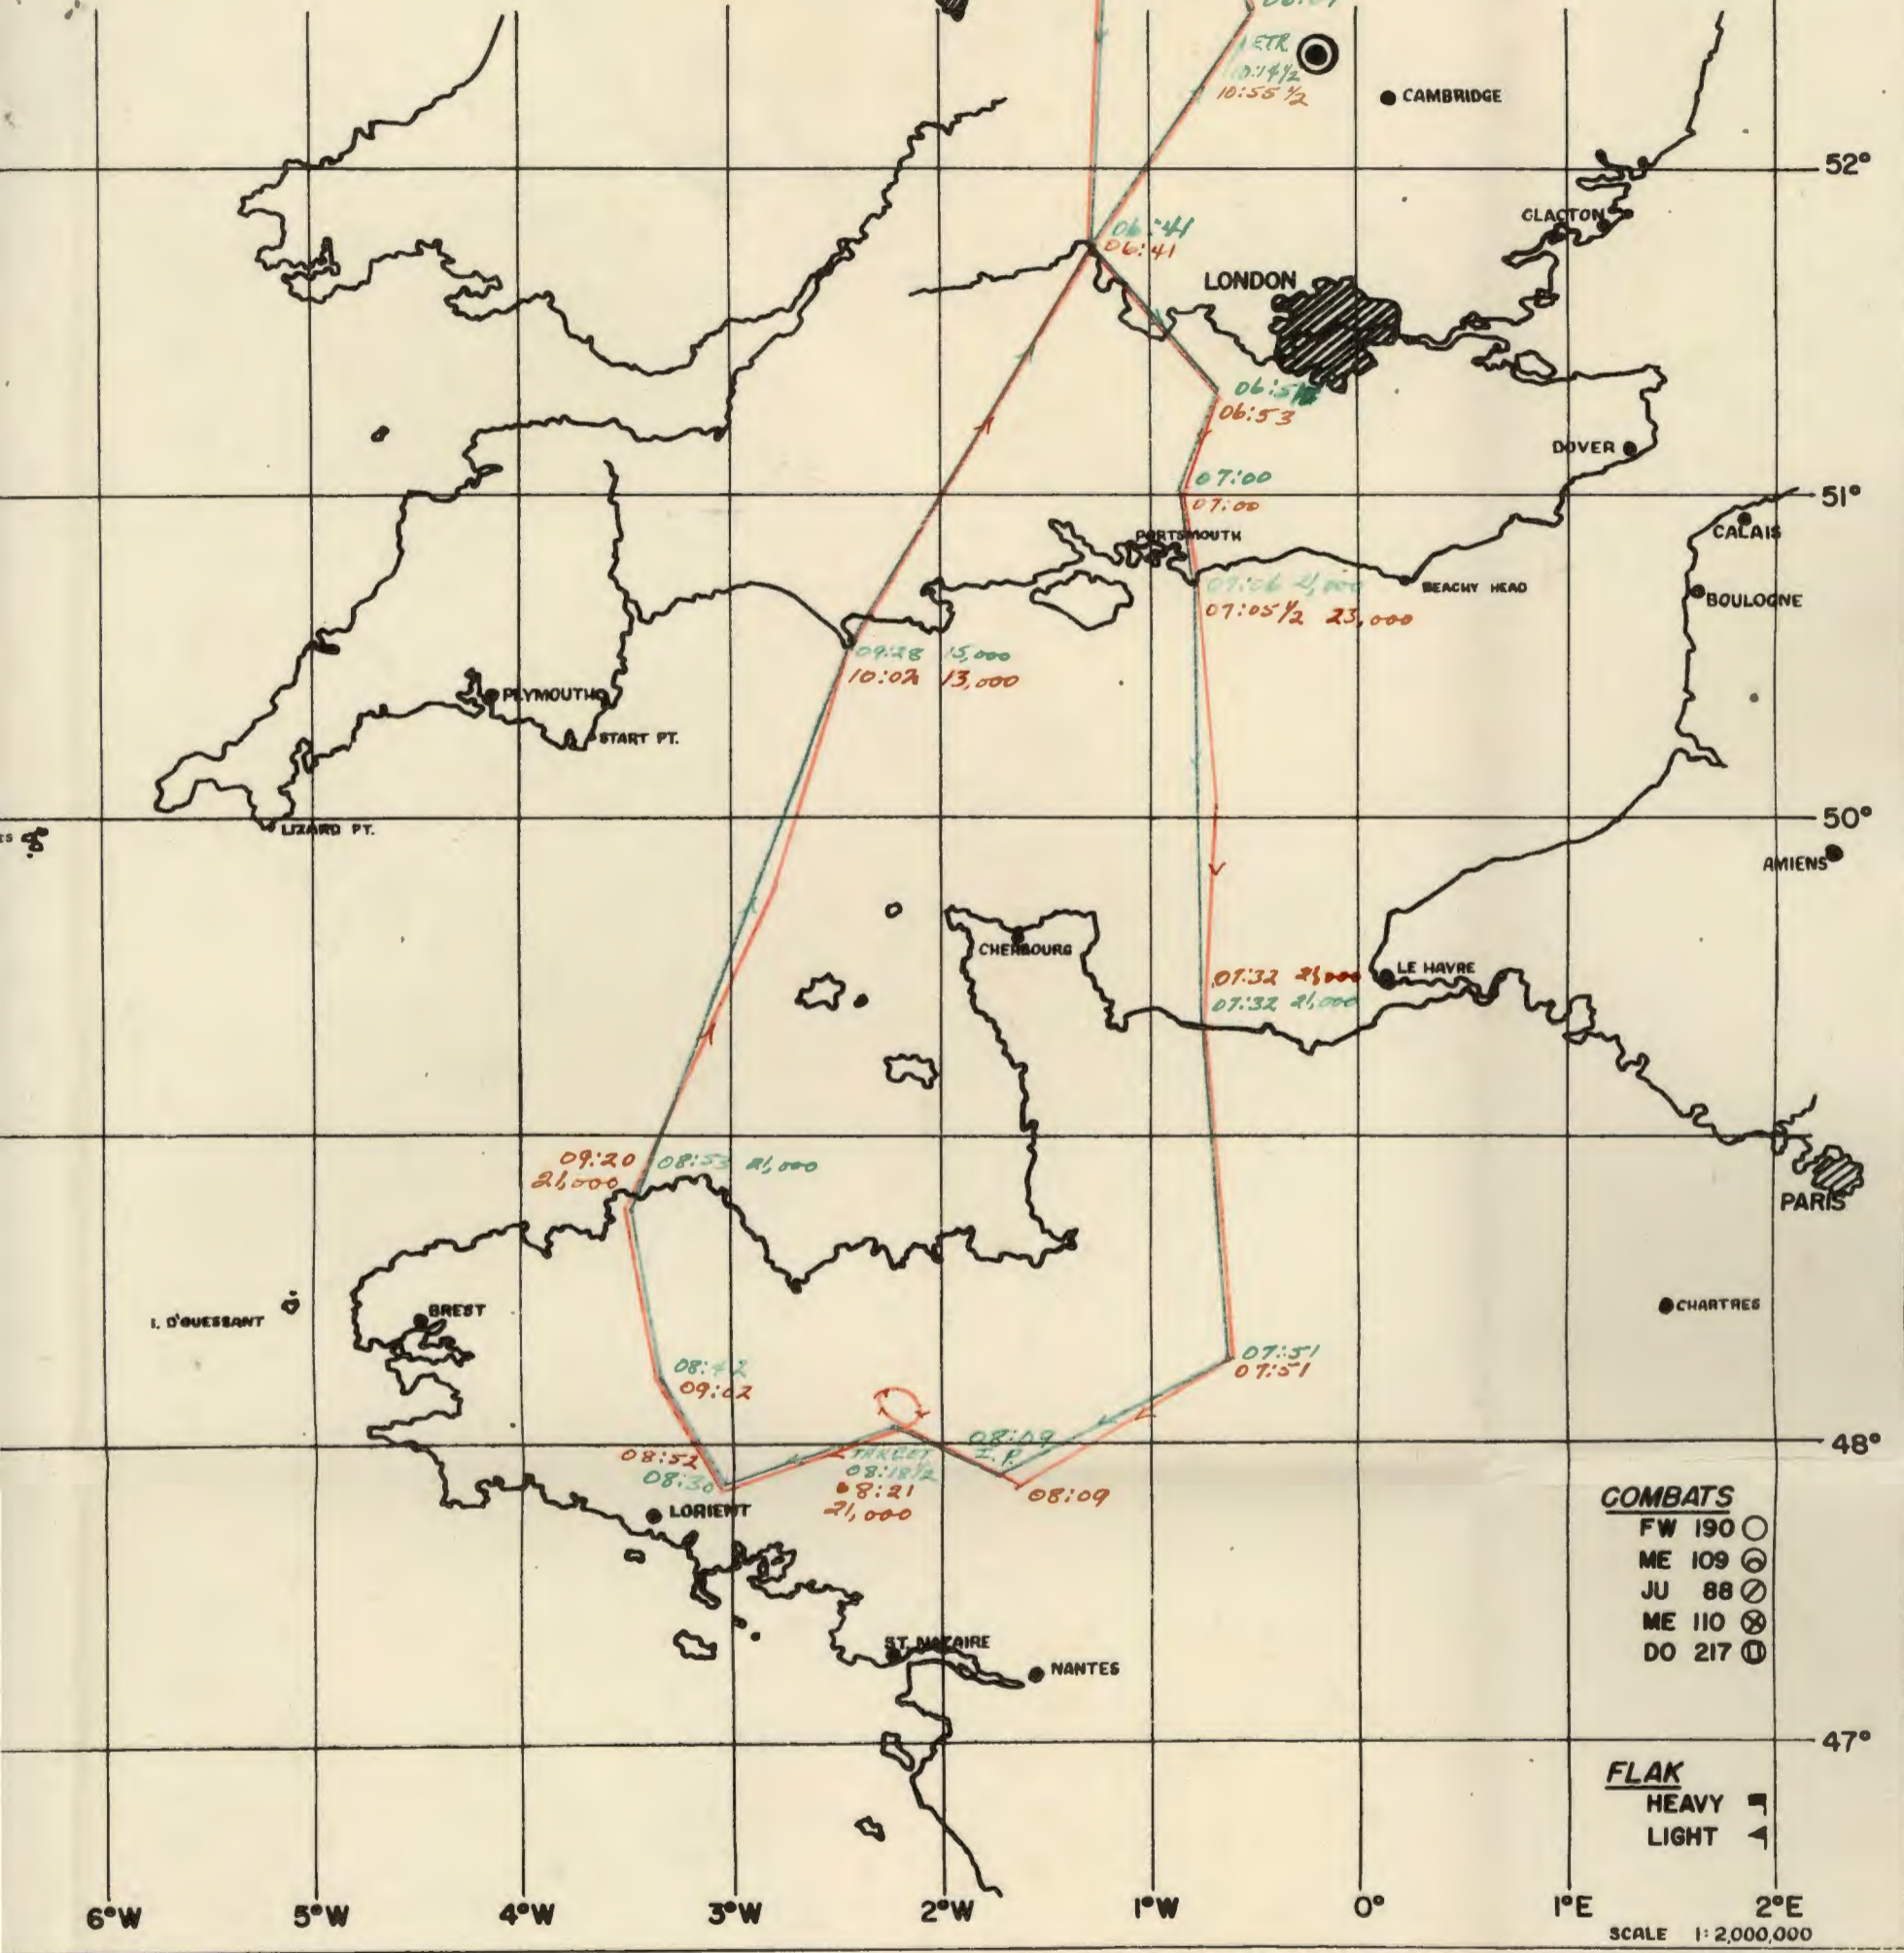 ETR
10:14½
10:55½
CAMBRIDGE
52°
CLACTON
06:41
06:41
LONDON
06:53
DOVER
07:00
51°
07:00
CALAIS
PORTSMOUTH
07:06 21,000
BEACHY HEAD
BOULOGNE
07:05½ 23,000
09:28 15,000
10:02 13,000
PLYMOUTH
START PT.
LIZARD PT.
50°
AMIENS
CHERBOURG
LE HAVRE
07:32
07:32 21,000
09:20
08:53 21,000
21,000
PARIS
CHARTRES
BREST
I. D'OUESSANT
07:51
07:51
08:42
09:02
08:09
I.P.
48°
TARGET
08:52
08:18½
08:30
08:21
08:09
21,000
LORIENT
COMBATS
FW 190
ME 109
JU 88
ME 110
DO 217
ST. NAZAIRE
NANTES
47°
FLAK
HEAVY
LIGHT
6°W 5°W 4°W 3°W 2°W 1°W 0° 1°E 2°E
SCALE 1:2,000,000